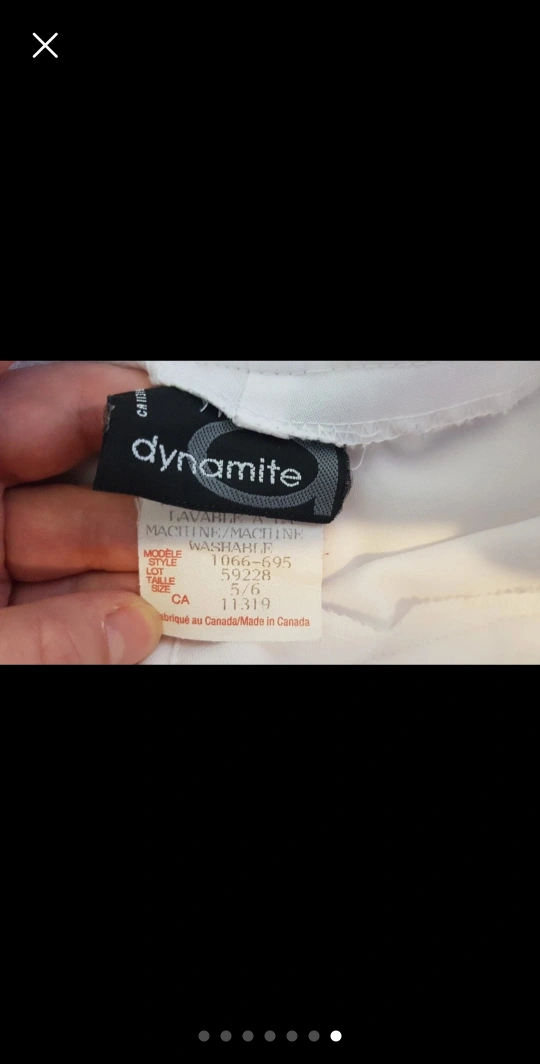 dynamite
LAVABLE A LA
MACHINE/MACHINE
WASHABLE
MODÈLE
STYLE 1066-695
LOT 59228
TAILLE
SIZE 5/6
CA 11319
abriqué au Canada/Made in Canada